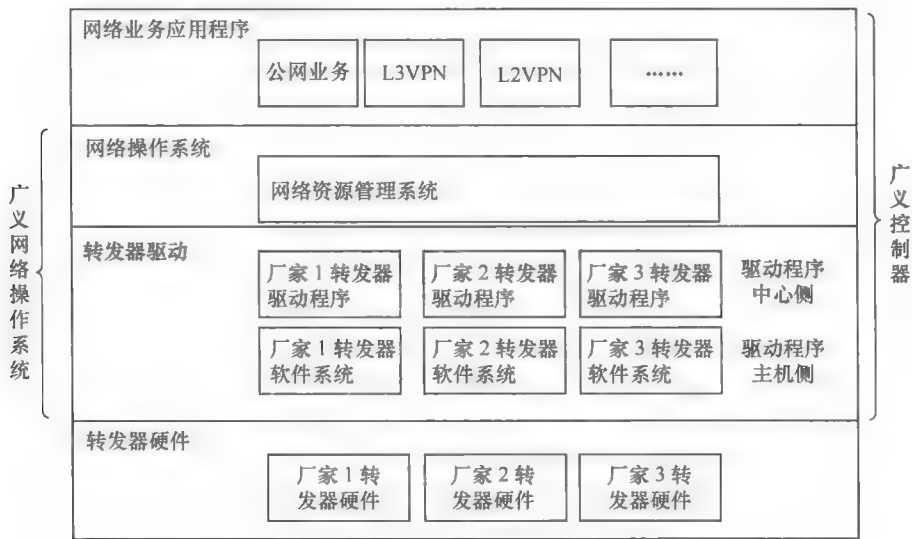 网络业务应用程序
公网业务
L3VPN
L2VPN
……
网络操作系统
网络资源管理系统
转发器驱动
厂家 1 转发器
驱动程序
厂家 2 转发器
驱动程序
厂家 3 转发器
驱动程序
驱动程序
中心侧
厂家 1 转发器
软件系统
厂家 2 转发器
软件系统
厂家 3 转发器
软件系统
驱动程序
主机侧
转发器硬件
厂家 1 转
发器硬件
厂家 2 转
发器硬件
厂家 3 转
发器硬件
广义网络操作系统
广义控制器